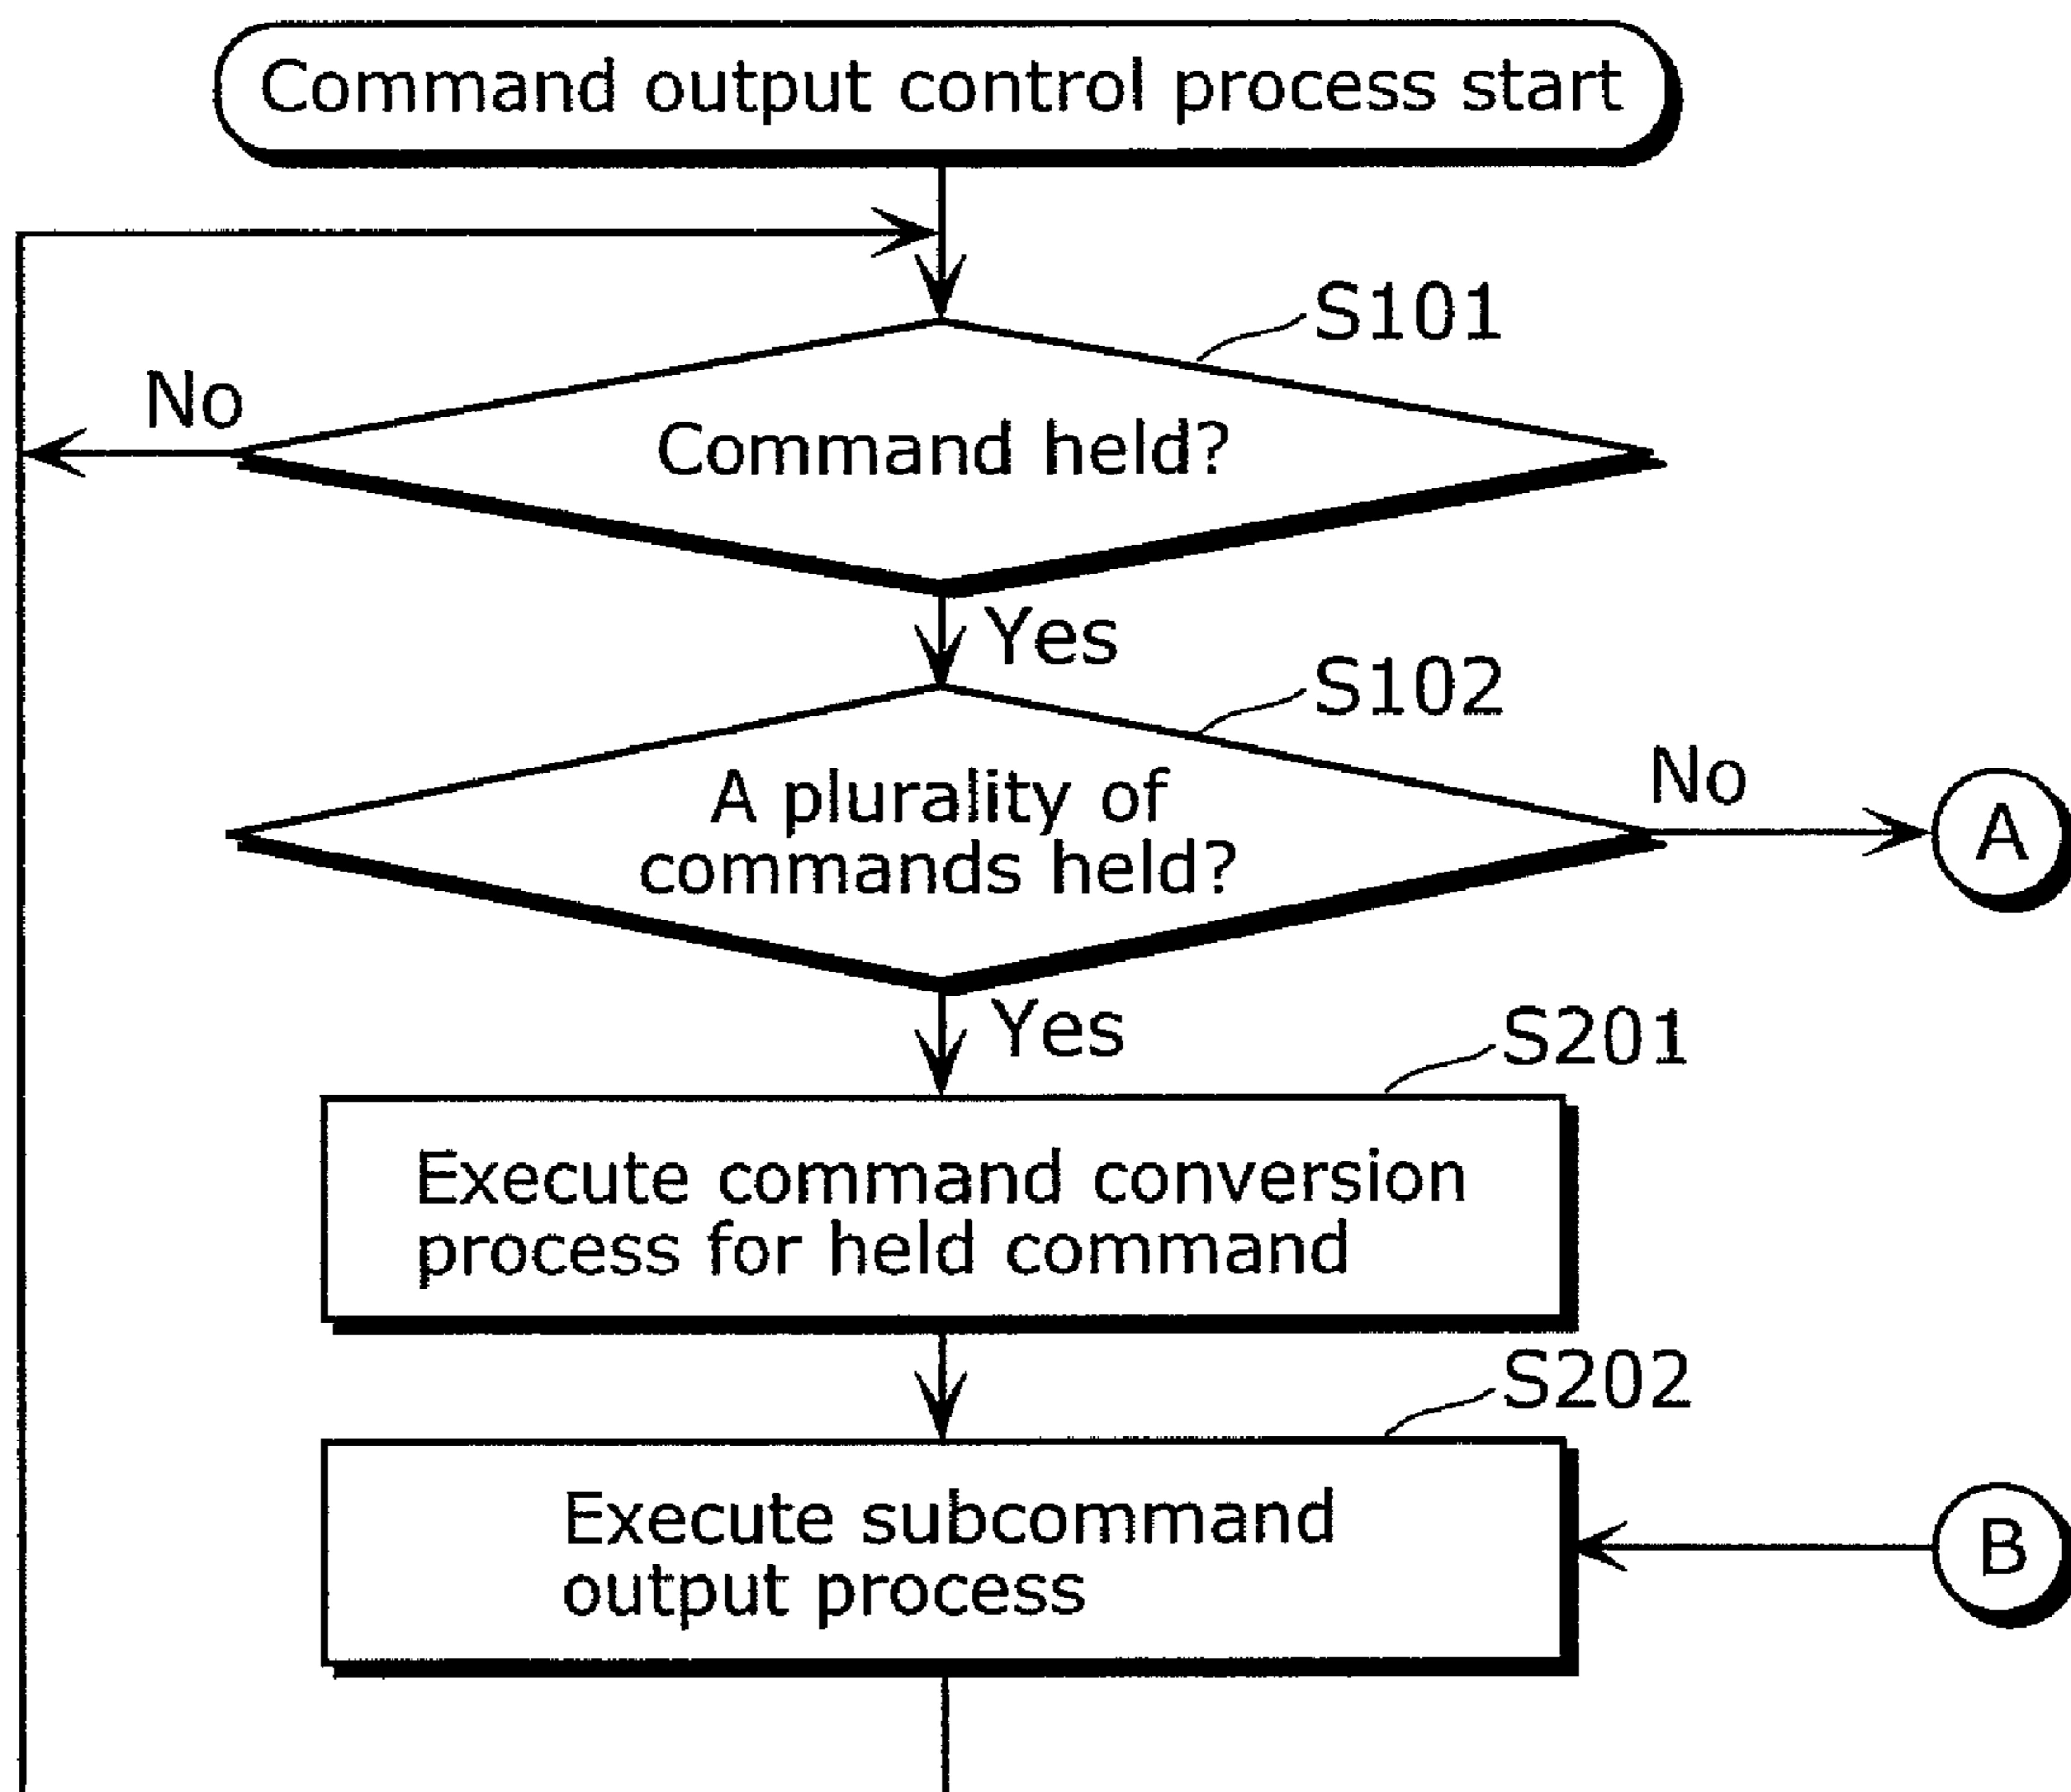 Command output control process start
S101
No
Command held?
Yes
S102
No
A plurality of
commands held?
A
Yes
S201
Execute command conversion
process for held command
S202
Execute subcommand
output process
B